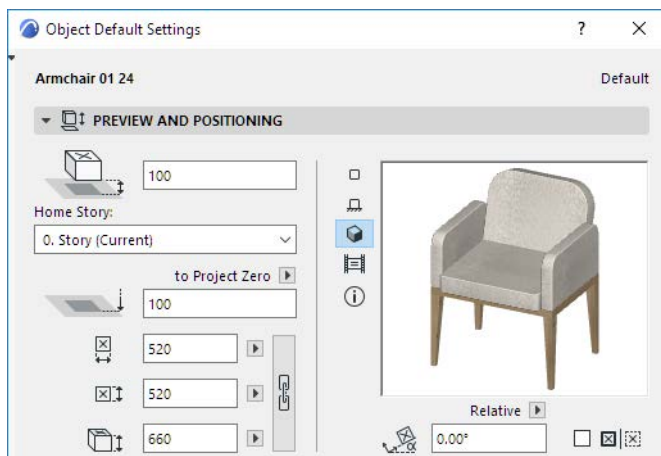 Object Default Settings
Armchair 01 24
Default
PREVIEW AND POSITIONING
100
Home Story:
0. Story (Current)
to Project Zero
100
520
520
660
Relative
α
0.00°